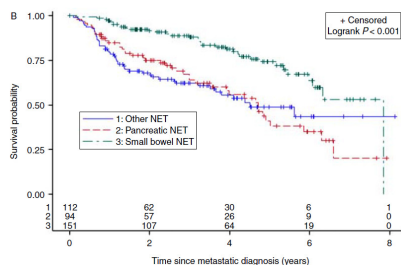 B
1.00
0.75
0.50
0.25
0.00
Survival probability
+ Censored
Logrank P < 0.001
1: Other NET
2: Pancreatic NET
3: Small bowel NET
1 112 62 30 6 1
2 94 57 26 9 0
3 151 107 64 19 0
0 2 4 6 8
Time since metastatic diagnosis (years)